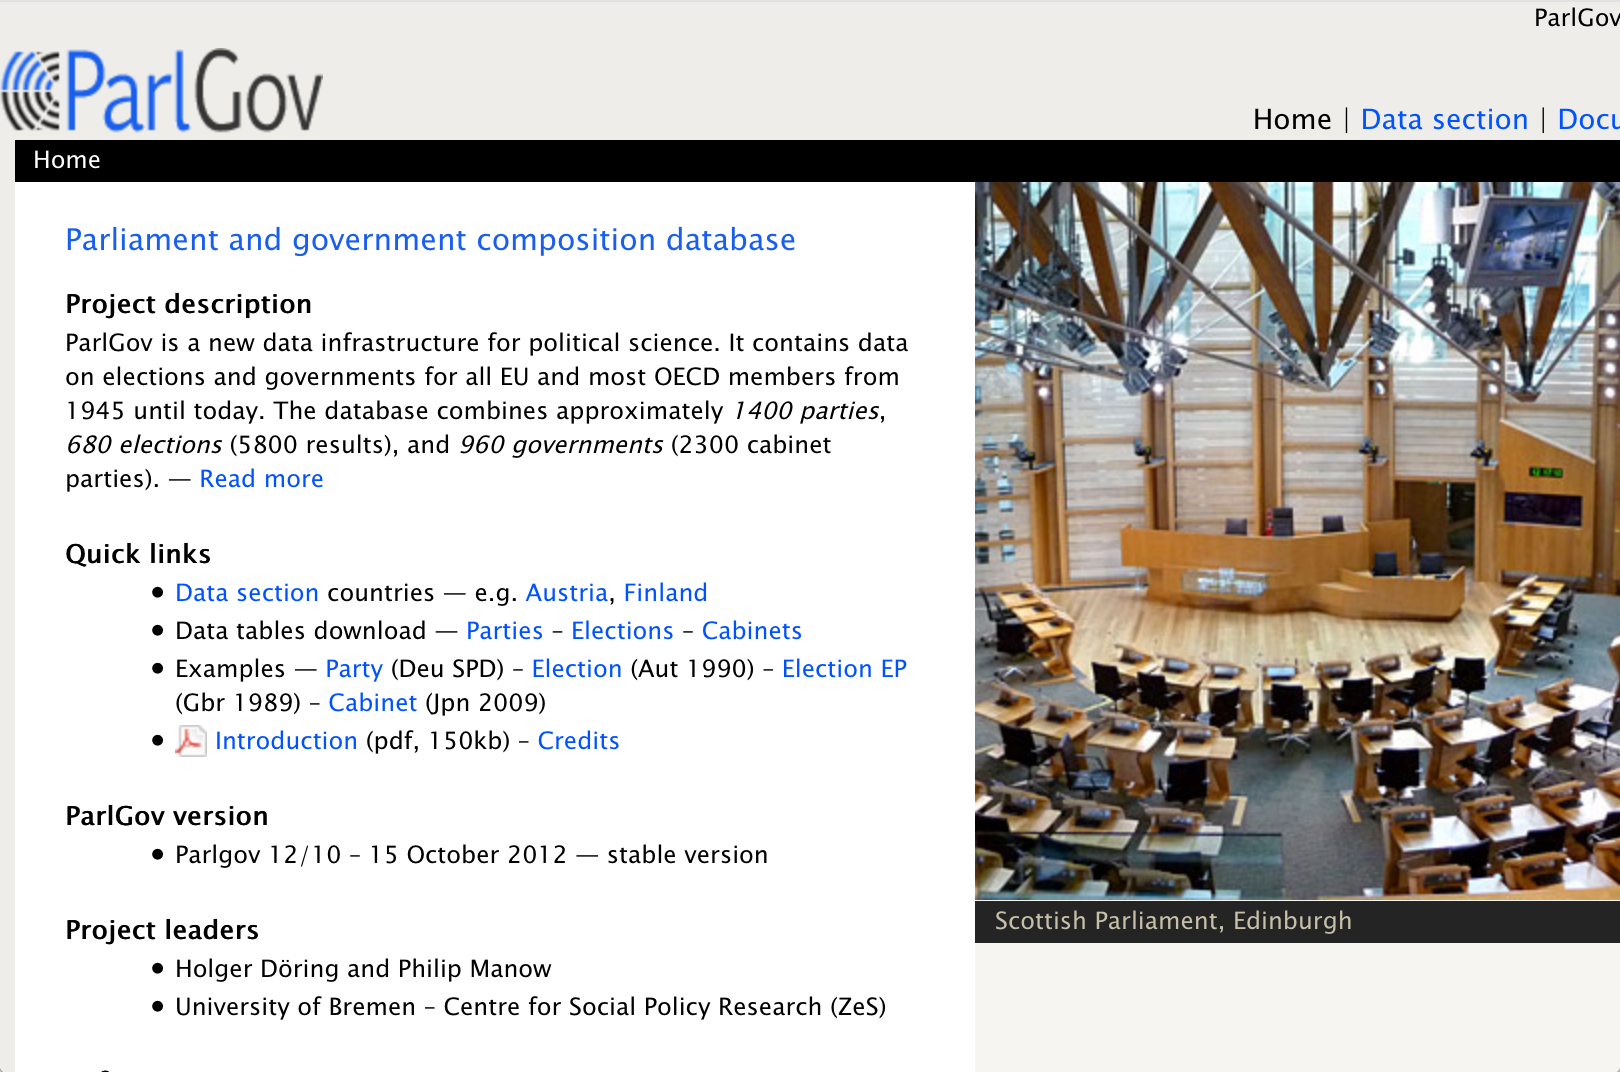 ParlGov
ParlGov
Home | Data section | Docu
Home
Parliament and government composition database
Project description
ParlGov is a new data infrastructure for political science. It contains data
on elections and governments for all EU and most OECD members from
1945 until today. The database combines approximately 1400 parties,
680 elections (5800 results), and 960 governments (2300 cabinet
parties). — Read more
Quick links
• Data section countries — e.g. Austria, Finland
• Data tables download — Parties – Elections – Cabinets
• Examples — Party (Deu SPD) – Election (Aut 1990) – Election EP
(Gbr 1989) – Cabinet (Jpn 2009)
• Introduction (pdf, 150kb) – Credits
ParlGov version
• Parlgov 12/10 – 15 October 2012 — stable version
Project leaders
• Holger Döring and Philip Manow
• University of Bremen – Centre for Social Policy Research (ZeS)
Scottish Parliament, Edinburgh